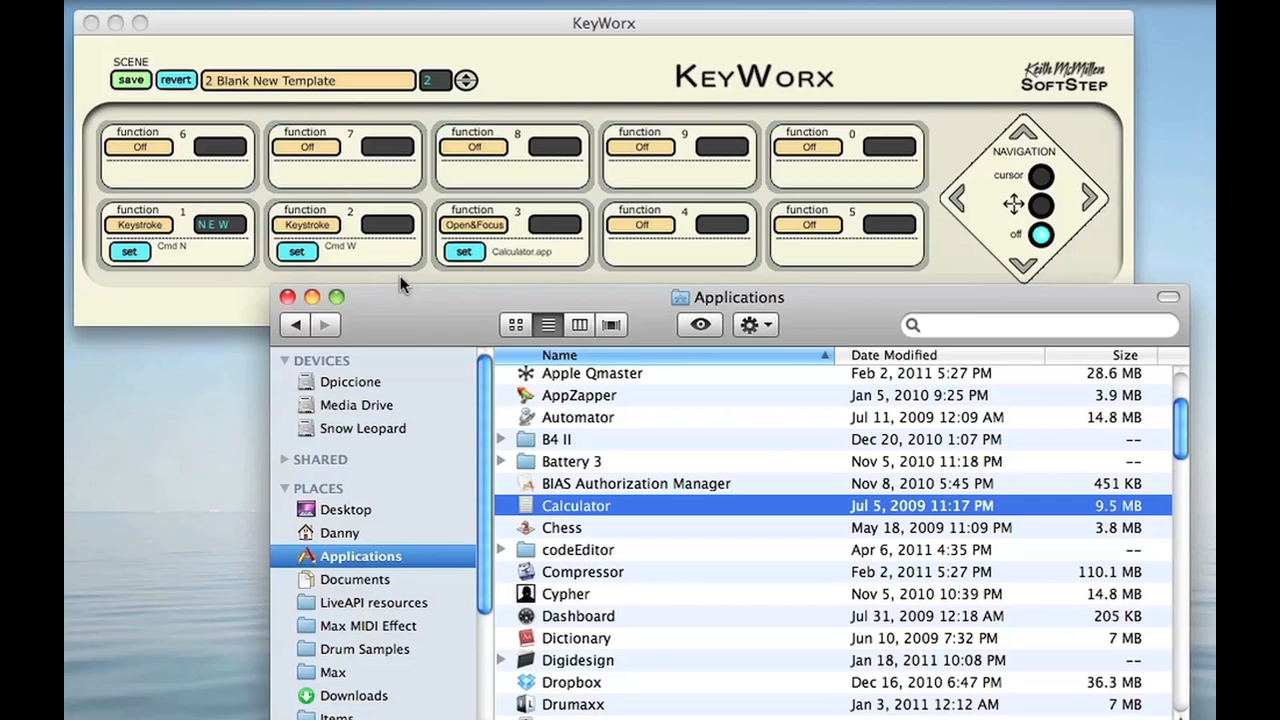 KeyWorx
SCENE
save revert 2 Blank New Template 2
KEYWORX
Keith McMillen
SOFTSTEP
function 6
Off
function 7
Off
function 8
Off
function 9
Off
function 0
Off
function 1
Keystroke NEW
set Cmd N
function 2
Keystroke
set Cmd W
function 3
Open&Focus
set Calculator.app
function 4
Off
function 5
Off
NAVIGATION
cursor
off
Applications
DEVICES
Dpiccione
Media Drive
Snow Leopard
SHARED
PLACES
Desktop
Danny
Applications
Documents
LiveAPI resources
Max MIDI Effect
Drum Samples
Max
Downloads
Items
Name Date Modified Size
Apple Qmaster Feb 2, 2011 5:27 PM 28.6 MB
AppZapper Jan 5, 2010 9:25 PM 3.9 MB
Automator Jul 11, 2009 12:09 AM 14.8 MB
B4 II Dec 20, 2010 1:07 PM --
Battery 3 Nov 5, 2010 11:18 PM --
BIAS Authorization Manager Nov 8, 2010 5:45 PM 451 KB
Calculator Jul 5, 2009 11:17 PM 9.5 MB
Chess May 18, 2009 11:09 PM 3.8 MB
codeEditor Apr 6, 2011 4:35 PM --
Compressor Feb 2, 2011 5:27 PM 110.1 MB
Cypher Nov 5, 2010 10:39 PM 14.8 MB
Dashboard Jul 31, 2009 12:18 AM 205 KB
Dictionary Jun 10, 2009 7:32 PM 7 MB
Digidesign Jan 18, 2011 10:08 PM --
Dropbox Dec 16, 2010 6:47 PM 36.3 MB
Drumaxx Jan 3, 2011 12:12 AM 7 MB